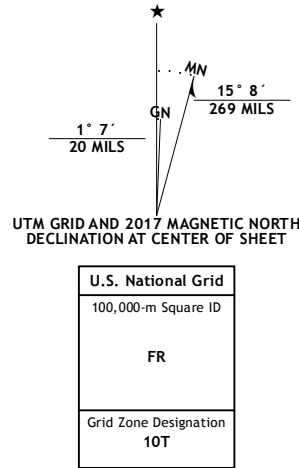 ★
MN
GN
15° 8´
269 MILS
1° 7´
20 MILS
UTM GRID AND 2017 MAGNETIC NORTH
DECLINATION AT CENTER OF SHEET
U.S. National Grid
100,000-m Square ID
FR
Grid Zone Designation
10T